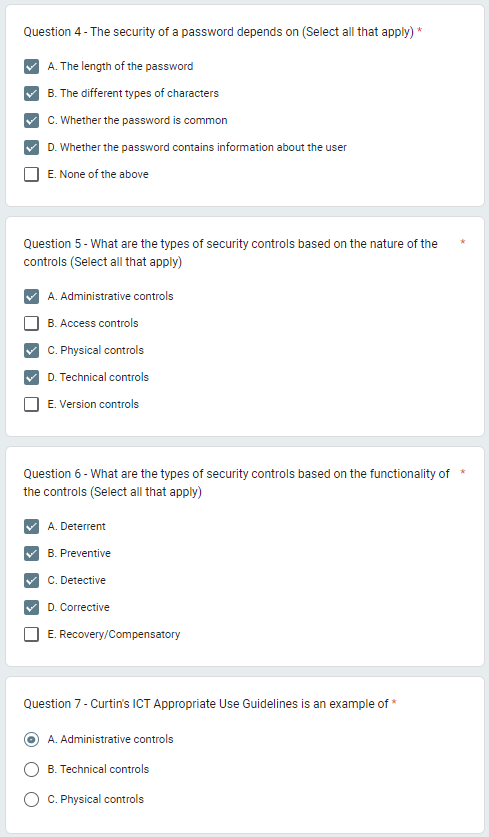 Question 4 - The security of a password depends on (Select all that apply) *
A. The length of the password
B. The different types of characters
C. Whether the password is common
D. Whether the password contains information about the user
E. None of the above
Question 5 - What are the types of security controls based on the nature of the *
controls (Select all that apply)
A. Administrative controls
B. Access controls
C. Physical controls
D. Technical controls
E. Version controls
Question 6 - What are the types of security controls based on the functionality of *
the controls (Select all that apply)
A. Deterrent
B. Preventive
C. Detective
D. Corrective
E. Recovery/Compensatory
Question 7 - Curtin's ICT Appropriate Use Guidelines is an example of *
A. Administrative controls
B. Technical controls
C. Physical controls